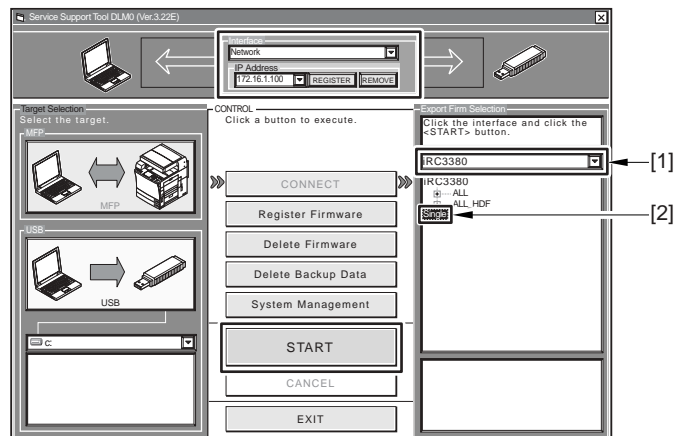 Service Support Tool DLM0 (Ver.3.22E)
Interface
Network
IP Address
172.16.1.100
REGISTER
REMOVE
Target Selection
Select the target.
MFP
MFP
USB
USB
C:
CONTROL
Click a button to execute.
CONNECT
Register Firmware
Delete Firmware
Delete Backup Data
System Management
START
CANCEL
EXIT
Export Firm Selection
Click the interface and click the
<START> button.
iRC3380
[1]
iRC3380
ALL
ALL_HDF
Single
[2]